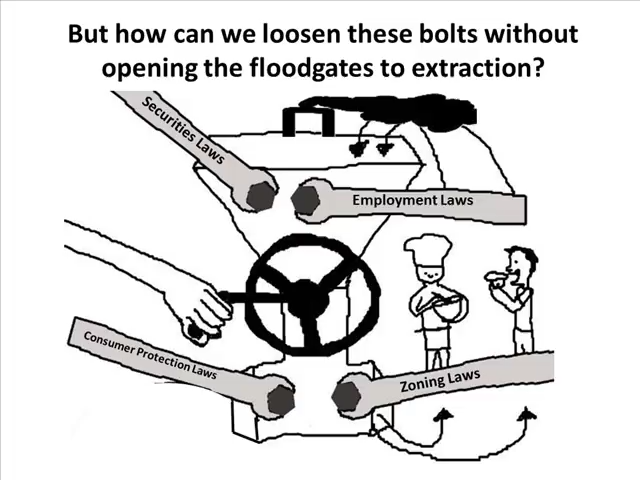 But how can we loosen these bolts without
opening the floodgates to extraction?
Securities Laws
Employment Laws
Consumer Protection Laws
Zoning Laws